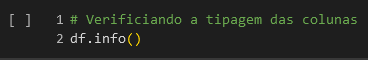 [ ] 1 # Verificiando a tipagem das colunas
2 df.info()